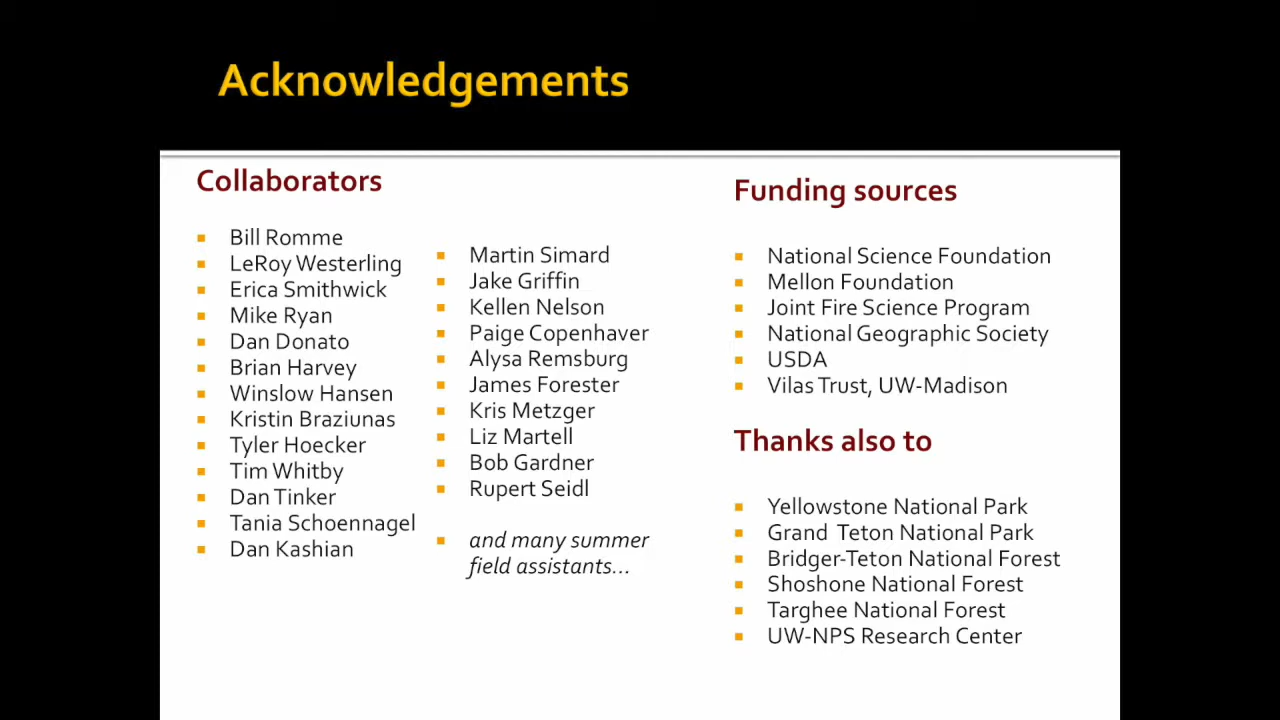 Acknowledgements
Collaborators
Bill Romme
LeRoy Westerling
Erica Smithwick
Mike Ryan
Dan Donato
Brian Harvey
Winslow Hansen
Kristin Braziunas
Tyler Hoecker
Tim Whitby
Dan Tinker
Tania Schoennagel
Dan Kashian
Martin Simard
Jake Griffin
Kellen Nelson
Paige Copenhaver
Alysa Remsburg
James Forester
Kris Metzger
Liz Martell
Bob Gardner
Rupert Seidl
and many summer
field assistants...
Funding sources
National Science Foundation
Mellon Foundation
Joint Fire Science Program
National Geographic Society
USDA
Vilas Trust, UW-Madison
Thanks also to
Yellowstone National Park
Grand Teton National Park
Bridger-Teton National Forest
Shoshone National Forest
Targhee National Forest
UW-NPS Research Center